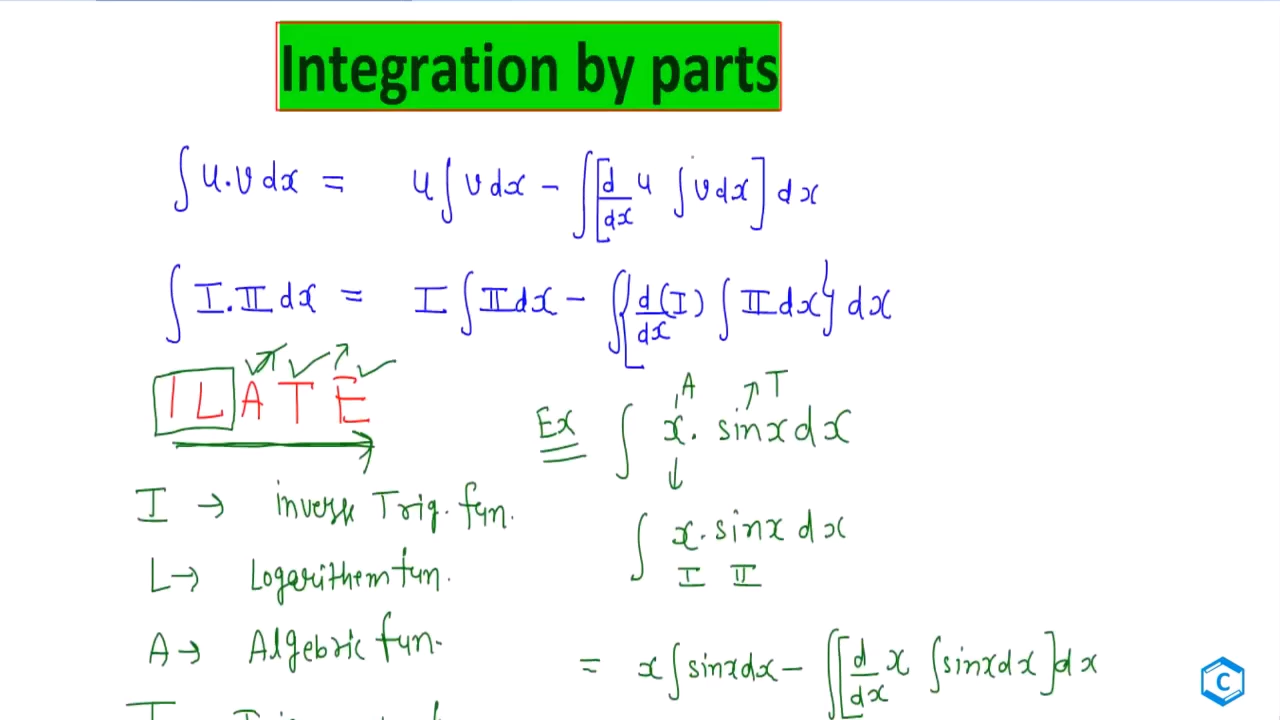 Integration by parts
∫ u.v dx = u ∫ v dx − ∫ [d/dx u ∫ v dx] dx
∫ I.II dx = I ∫ II dx − ∫ {d(I)/dx ∫ II dx} dx
ILATE
I → inverse Trig. fun.
L → Logarithem fun.
A → Algebric fun.
T
A T
Ex ∫ x. sinx dx
∫ x. sinx dx
I II
= x ∫ sinx dx − ∫ [d/dx x ∫ sinx dx] dx
C